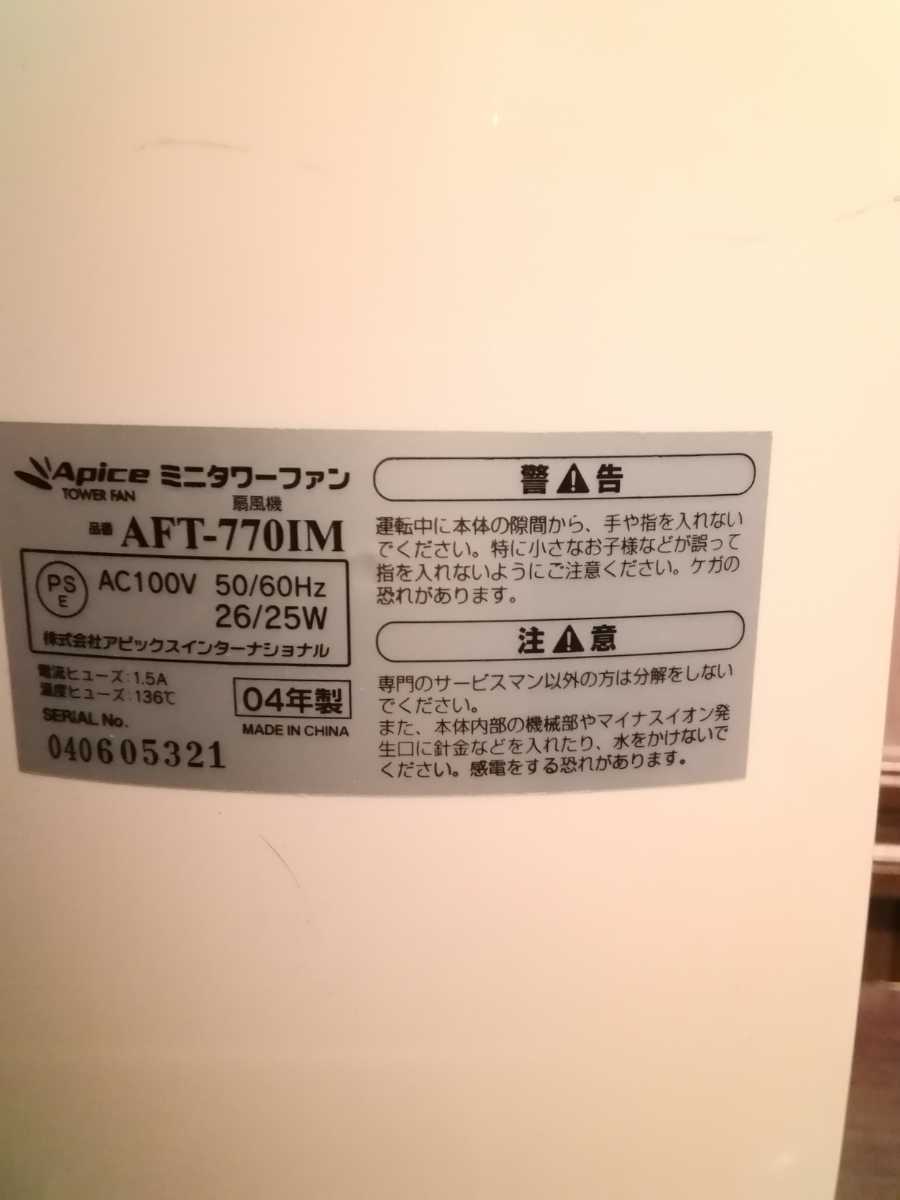 Apice ミニタワーファン
TOWER FAN
扇風機
品番 AFT-770IM
PS E
AC100V 50/60Hz
26/25W
株式会社アピックスインターナショナル
電流ヒューズ:1.5A
温度ヒューズ:136℃
04年製
SERIAL No.
MADE IN CHINA
040605321
警⚠告
運転中に本体の隙間から、手や指を入れない
でください。特に小さなお子様などが誤って
指を入れないようにご注意ください。ケガの
恐れがあります。
注⚠意
専門のサービスマン以外の方は分解をしない
でください。
また、本体内部の機械部やマイナスイオン発
生口に針金などを入れたり、水をかけないで
ください。感電をする恐れがあります。